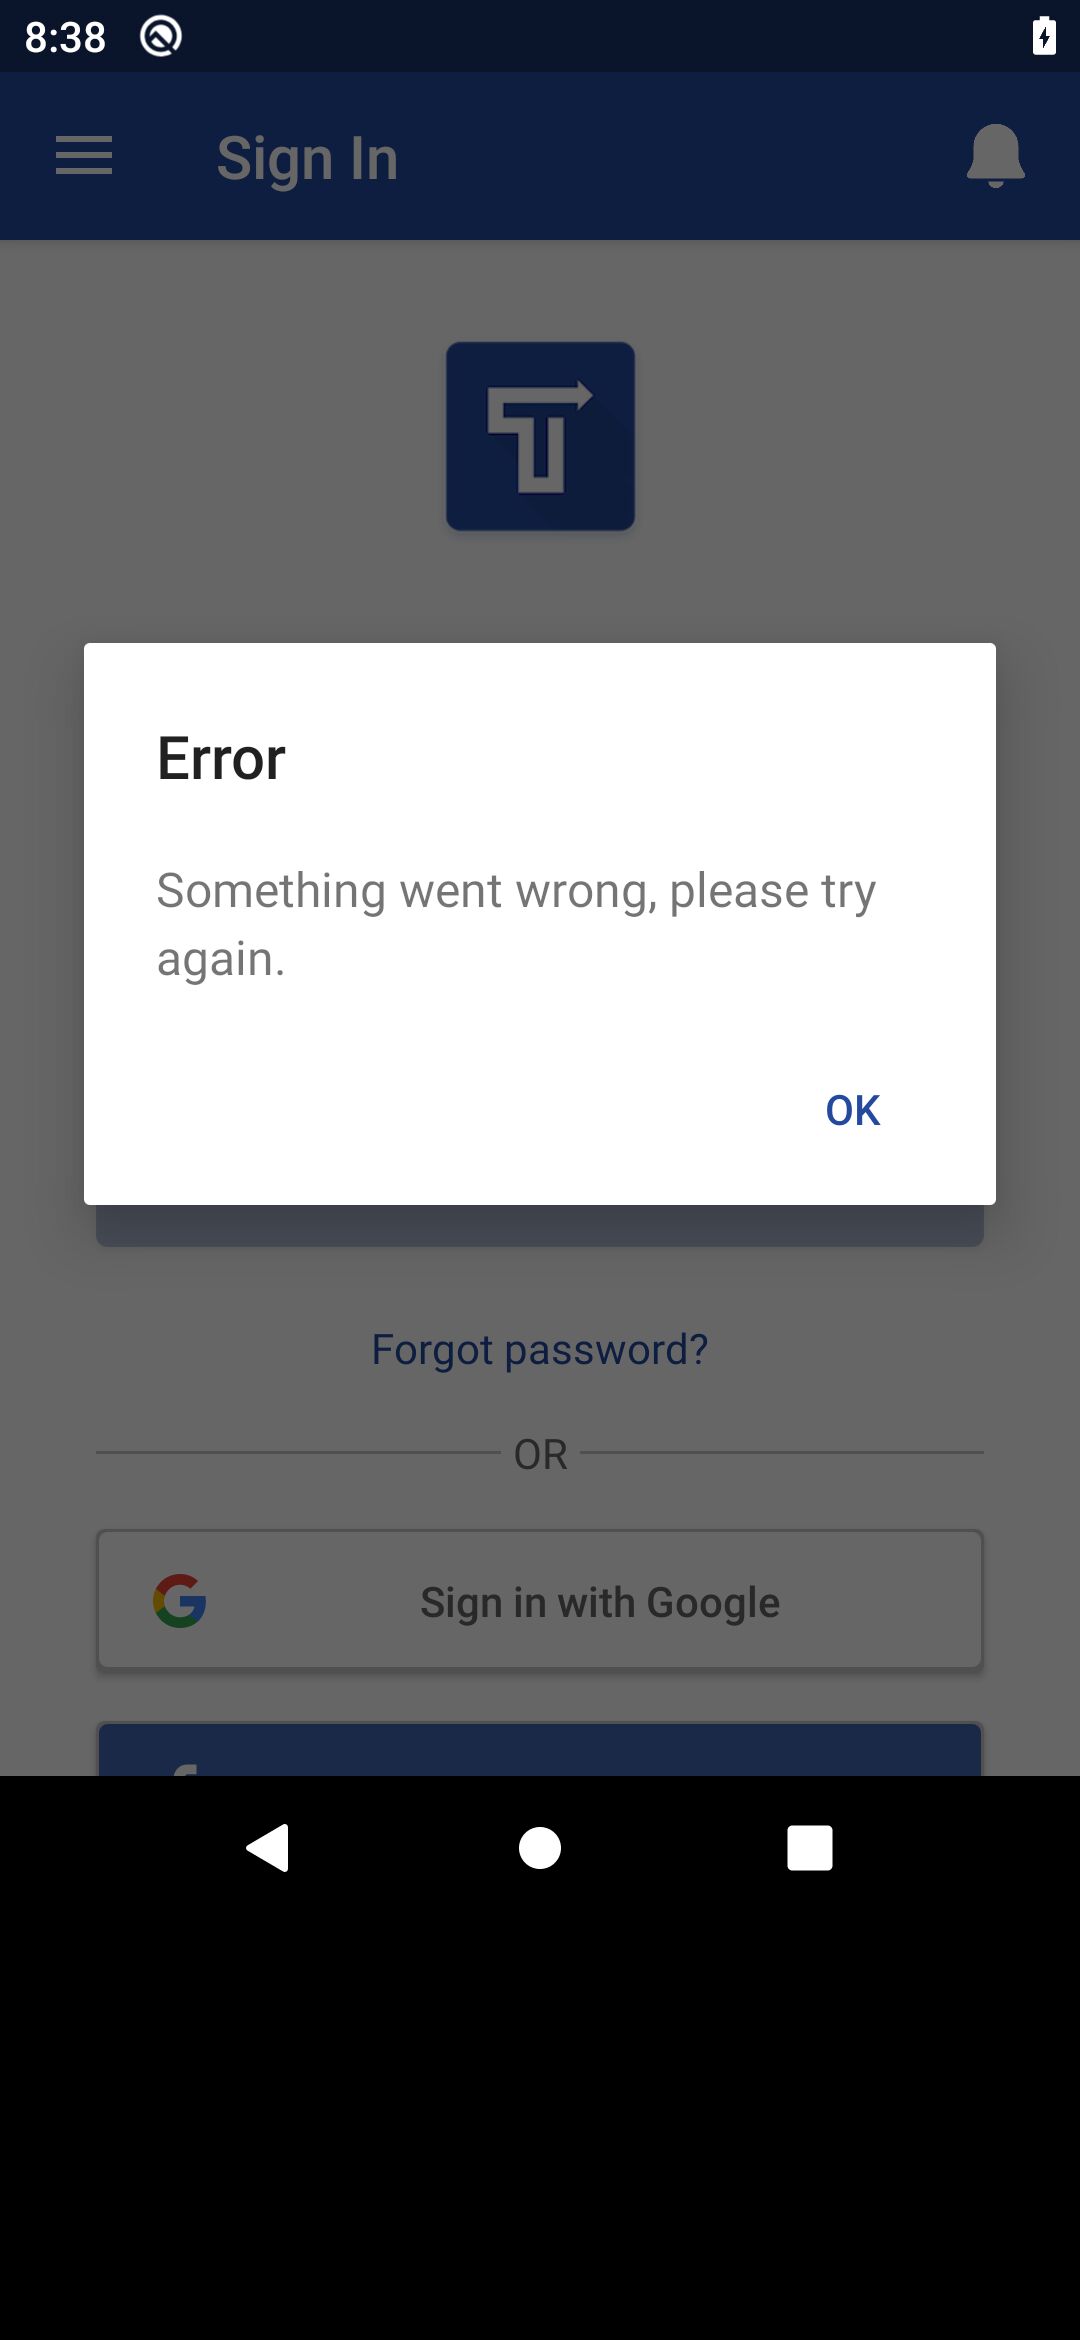 8:38
Sign In
Error
Something went wrong, please try
again.
OK
Forgot password?
OR
Sign in with Google